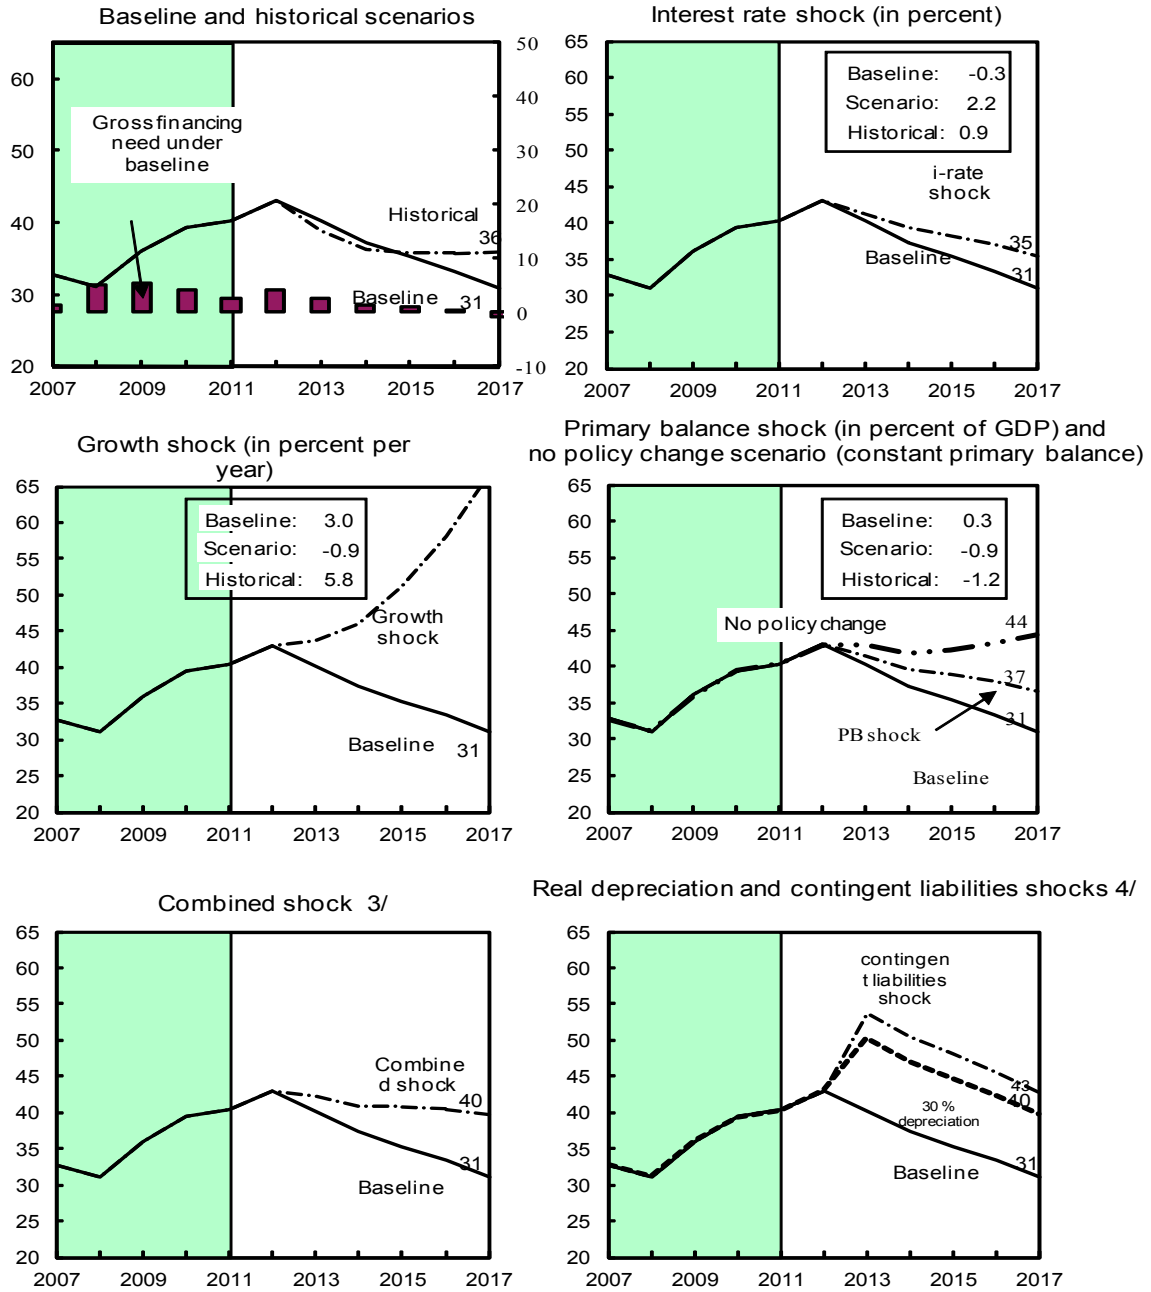 Baseline and historical scenarios
50
60
40
Gross financing
need under
baseline
30
50
20
Historical
40
36
10
30
Baseline
31
0
20
-10
2007
2009
2011
2013
2015
2017
Interest rate shock (in percent)
65
60
55
50
45
40
35
30
25
20
Baseline: -0.3
Scenario: 2.2
Historical: 0.9
i-rate
shock
35
Baseline
31
2007
2009
2011
2013
2015
2017
Growth shock (in percent per
year)
65
60
55
50
45
40
35
30
25
20
Baseline: 3.0
Scenario: -0.9
Historical: 5.8
Growth
shock
Baseline
31
2007
2009
2011
2013
2015
2017
Primary balance shock (in percent of GDP) and
no policy change scenario (constant primary balance)
65
60
55
50
45
40
35
30
25
20
Baseline: 0.3
Scenario: -0.9
Historical: -1.2
No policy change
44
37
31
PB shock
Baseline
2007
2009
2011
2013
2015
2017
Combined shock 3/
65
60
55
50
45
40
35
30
25
20
Combine
d shock
40
31
Baseline
2007
2009
2011
2013
2015
2017
Real depreciation and contingent liabilities shocks 4/
65
60
55
50
45
40
35
30
25
20
contingen
t liabilities
shock
43
40
30 %
depreciation
31
Baseline
2007
2009
2011
2013
2015
2017